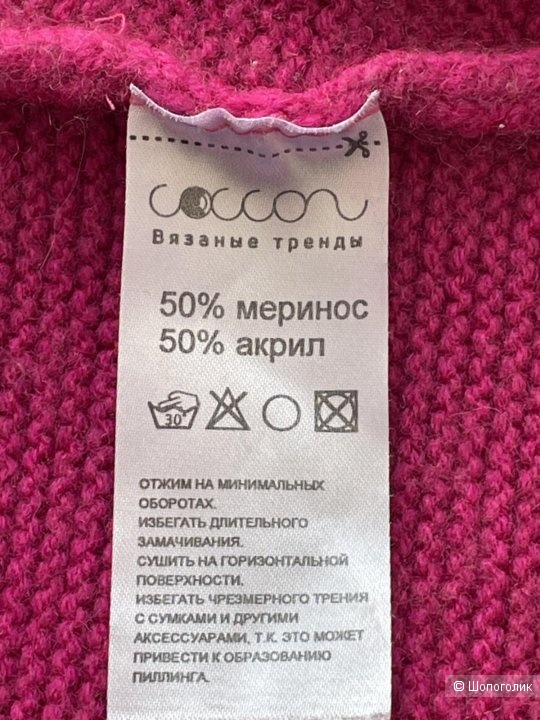 coccon
Вязаные тренды
50% меринос
50% акрил
30°
ОТЖИМ НА МИНИМАЛЬНЫХ
ОБОРОТАХ.
ИЗБЕГАТЬ ДЛИТЕЛЬНОГО
ЗАМАЧИВАНИЯ.
СУШИТЬ НА ГОРИЗОНТАЛЬНОЙ
ПОВЕРХНОСТИ.
ИЗБЕГАТЬ ЧРЕЗМЕРНОГО ТРЕНИЯ
С СУМКАМИ И ДРУГИМИ
АКСЕССУАРАМИ, Т.К. ЭТО МОЖЕТ
ПРИВЕСТИ К ОБРАЗОВАНИЮ
ПИЛЛИНГА.
© Шопоголик